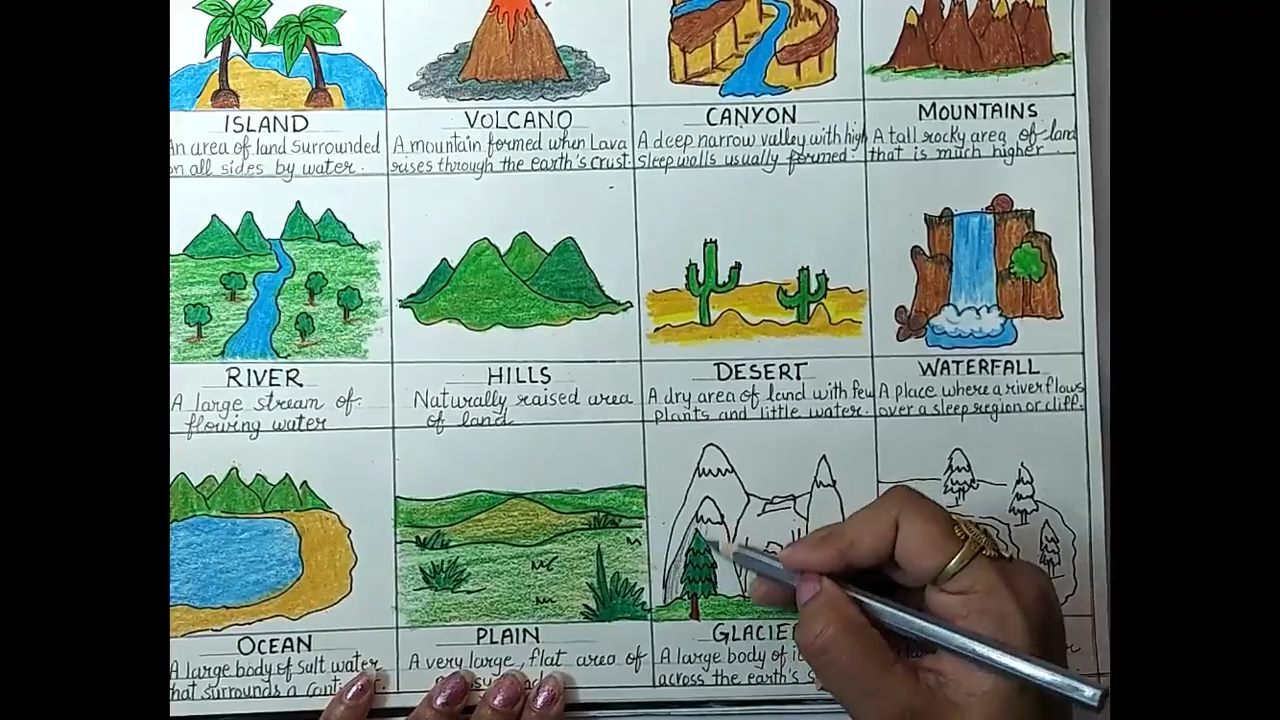 ISLAND
An area of land surrounded
on all sides by water.
VOLCANO
A mountain formed when Lava
rises through the earth's crust
CANYON
A deep narrow valley with high
sleep walls usually formed.
MOUNTAINS
A tall rocky area of land
that is much higher
RIVER
A large stream of
flowing water
HILLS
Naturally raised area
of land
DESERT
A dry area of land with few
plants and little water.
WATERFALL
A place where a river flows
over a sleep region or cliff.
OCEAN
A large body of salt water
that surrounds a
PLAIN
A very large, flat area of
GLACIE
A large body of
across the earth's